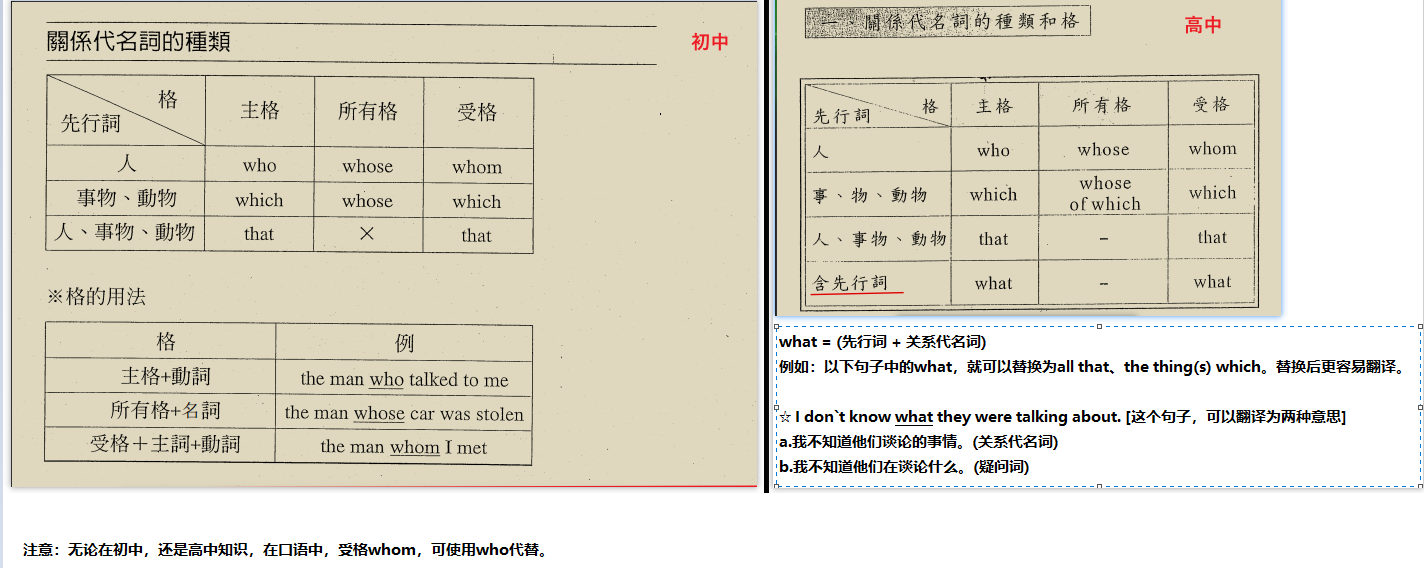 關係代名詞的種類
初中
格
先行詞
主格
所有格
受格
人
who
whose
whom
事物、動物
which
whose
which
人、事物、動物
that
×
that
※格的用法
格
例
主格+動詞
the man who talked to me
所有格+名詞
the man whose car was stolen
受格＋主詞+動詞
the man whom I met
一、關係代名詞的種類和格
高中
格
先行詞
主格
所有格
受格
人
who
whose
whom
事、物、動物
which
whose
of which
which
人、事物、動物
that
–
that
含先行詞
what
–
what
what = (先行词 + 关系代名词)
例如：以下句子中的what，就可以替换为all that、the thing(s) which。替换后更容易翻译。
☆ I don`t know what they were talking about. [这个句子，可以翻译为两种意思]
a.我不知道他们谈论的事情。(关系代名词)
b.我不知道他们在谈论什么。(疑问词)
注意：无论在初中，还是高中知识，在口语中，受格whom，可使用who代替。